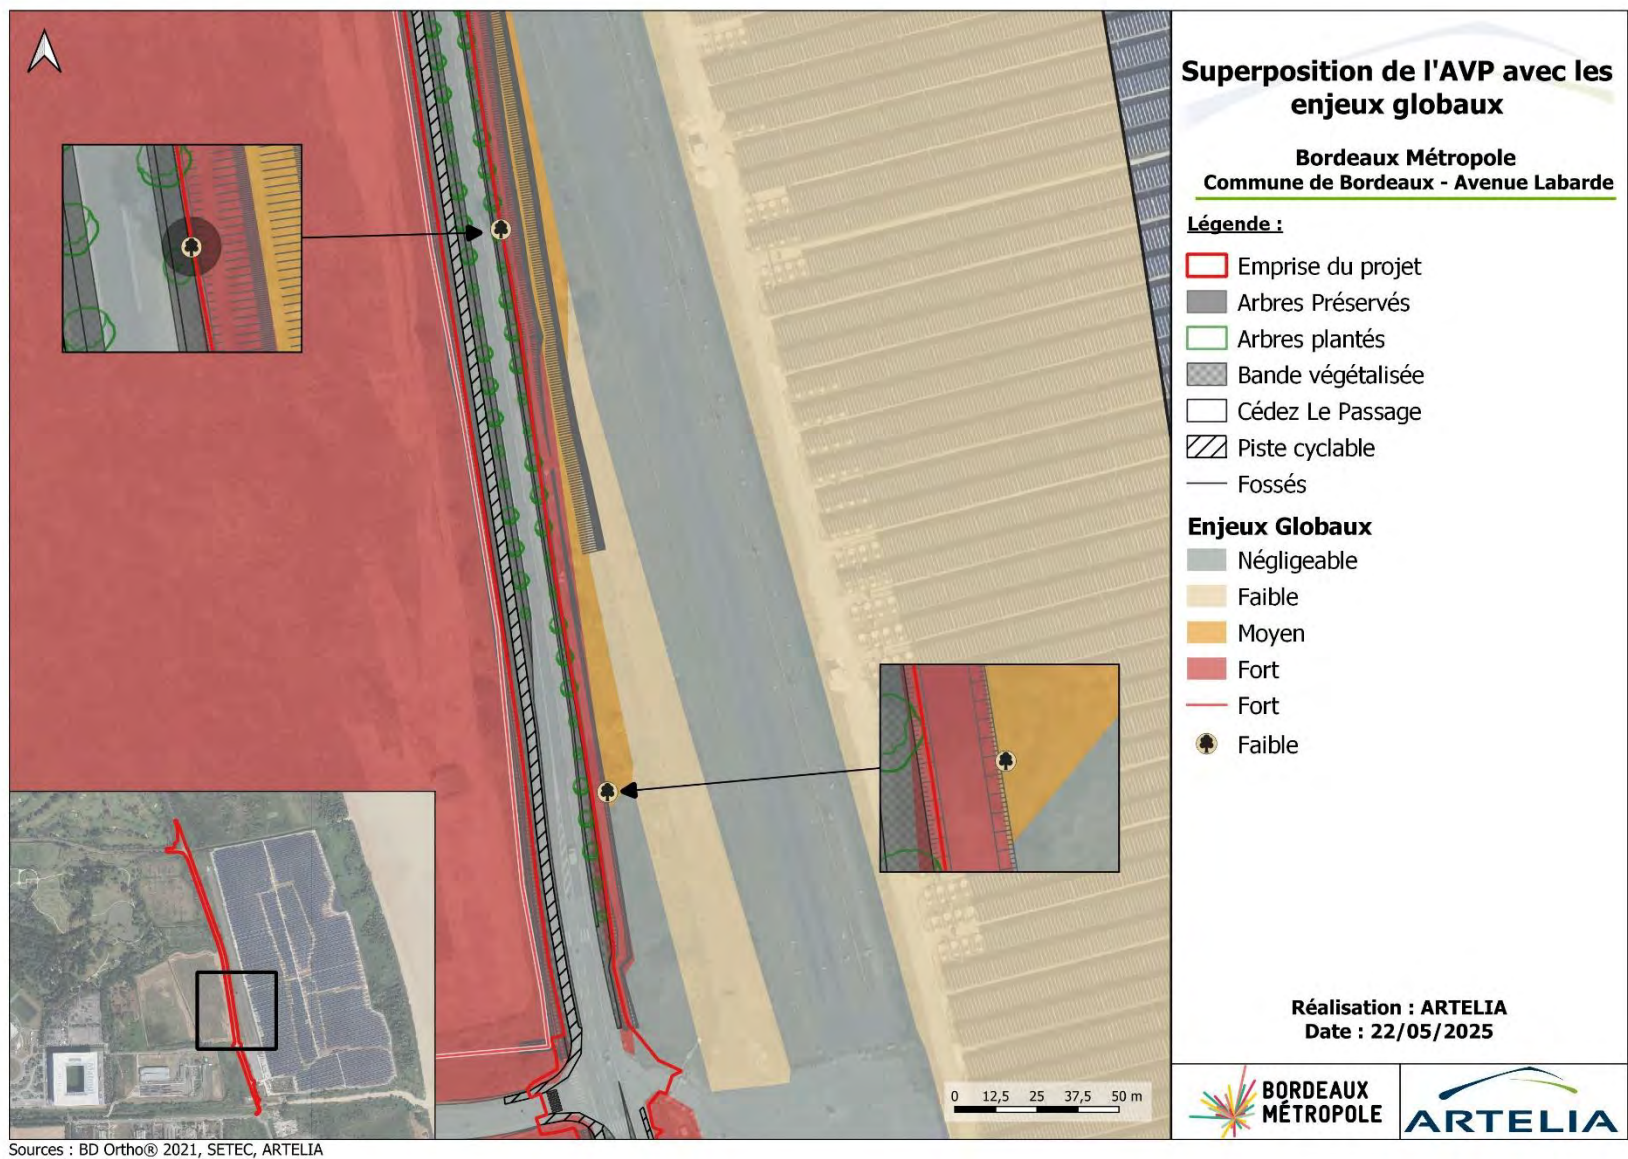 Superposition de l'AVP avec les
enjeux globaux
Bordeaux Métropole
Commune de Bordeaux - Avenue Labarde
Légende :
Emprise du projet
Arbres Préservés
Arbres plantés
Bande végétalisée
Cédez Le Passage
Piste cyclable
Fossés
Enjeux Globaux
Négligeable
Faible
Moyen
Fort
Fort
Faible
Réalisation : ARTELIA
Date : 22/05/2025
0 12,5 25 37,5 50 m
BORDEAUX
MÉTROPOLE
ARTELIA
Sources : BD Ortho® 2021, SETEC, ARTELIA